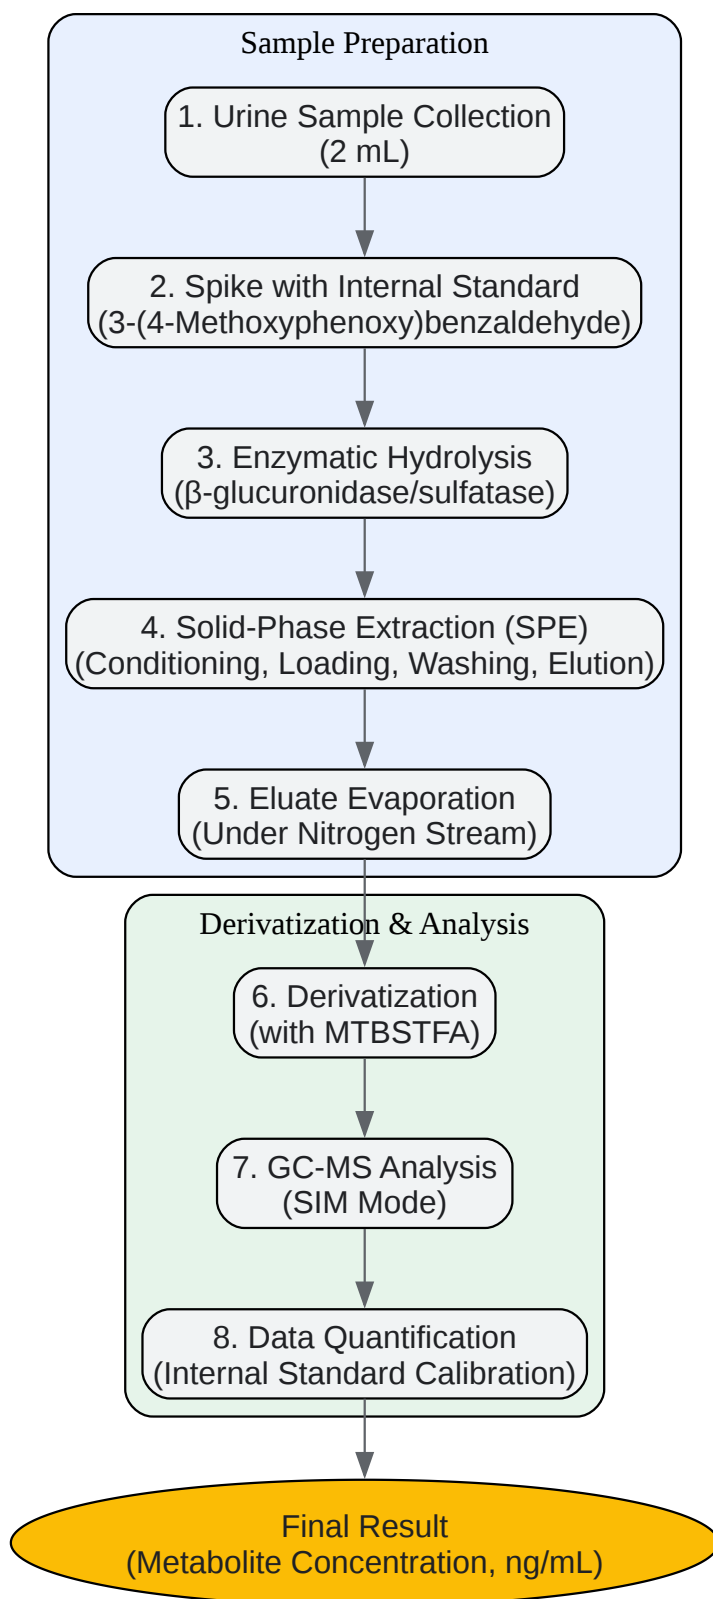 Sample Preparation
1. Urine Sample Collection
(2 mL)
2. Spike with Internal Standard
(3-(4-Methoxyphenoxy)benzaldehyde)
3. Enzymatic Hydrolysis
(β-glucuronidase/sulfatase)
4. Solid-Phase Extraction (SPE)
(Conditioning, Loading, Washing, Elution)
5. Eluate Evaporation
(Under Nitrogen Stream)
Derivatization & Analysis
6. Derivatization
(with MTBSTFA)
7. GC-MS Analysis
(SIM Mode)
8. Data Quantification
(Internal Standard Calibration)
Final Result
(Metabolite Concentration, ng/mL)